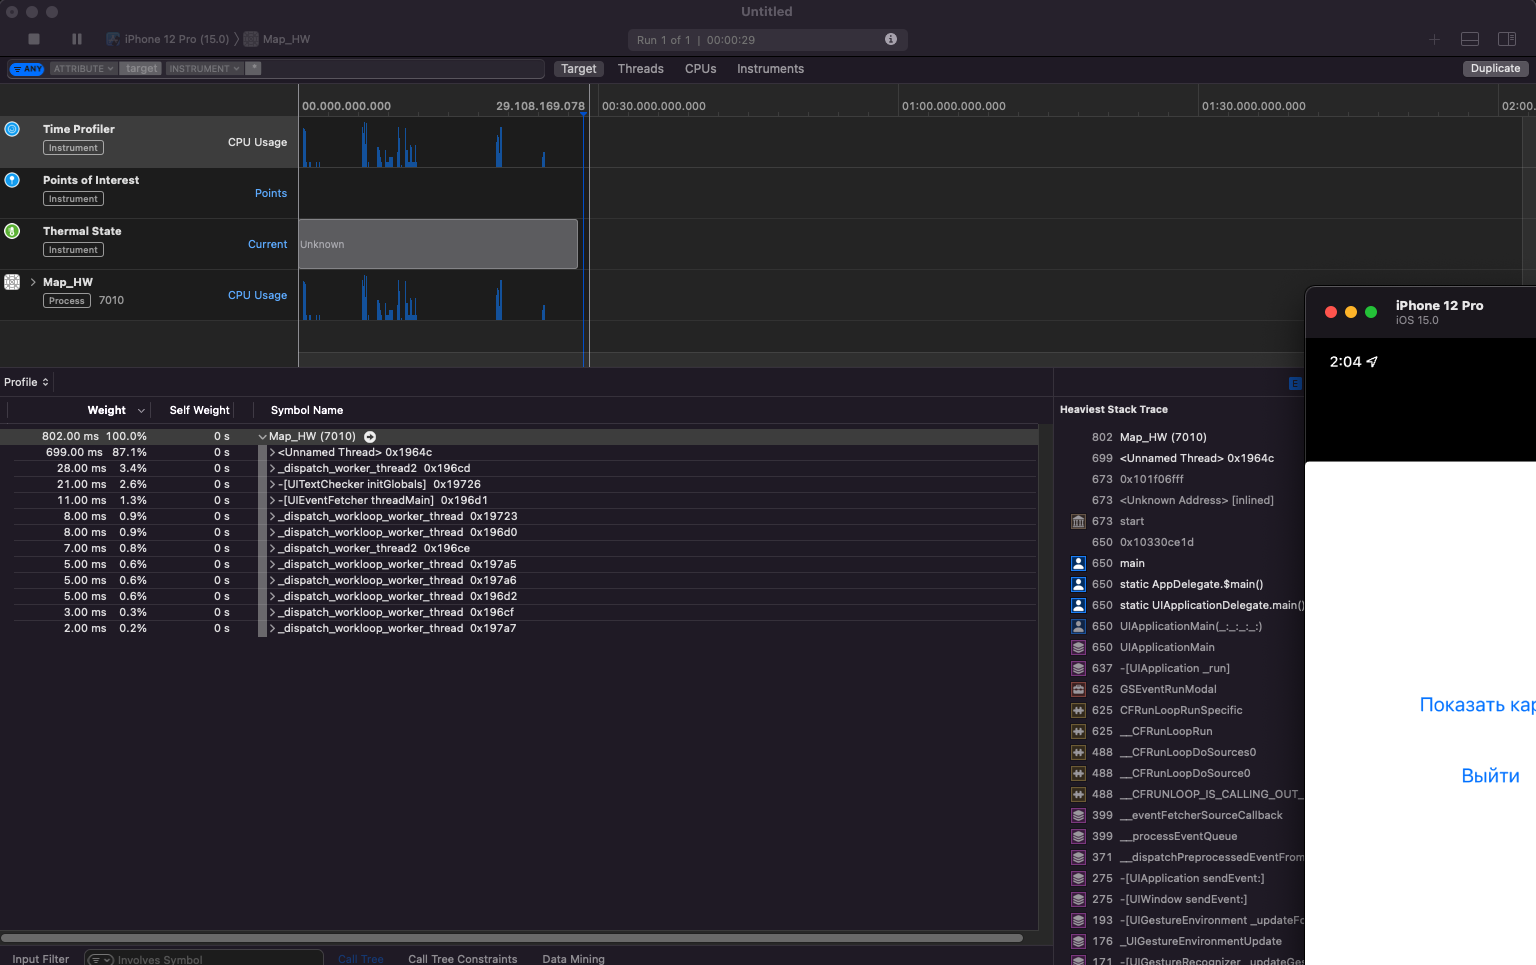 Untitled
iPhone 12 Pro (15.0) Map_HW
Run 1 of 1 | 00:00:29
ANY ATTRIBUTE target INSTRUMENT *
Target Threads CPUs Instruments
Duplicate
00.000.000.000 29.108.169.078 00:30.000.000.000 01:00.000.000.000 01:30.000.000.000 02:00.
Time Profiler
Instrument
CPU Usage
Points of Interest
Instrument
Points
Thermal State
Instrument
Current
Unknown
Map_HW
Process 7010
CPU Usage
Profile
Weight Self Weight Symbol Name
802.00 ms 100.0% 0 s Map_HW (7010)
699.00 ms 87.1% 0 s <Unnamed Thread> 0x1964c
28.00 ms 3.4% 0 s _dispatch_worker_thread2 0x196cd
21.00 ms 2.6% 0 s -[UITextChecker initGlobals] 0x19726
11.00 ms 1.3% 0 s -[UIEventFetcher threadMain] 0x196d1
8.00 ms 0.9% 0 s _dispatch_workloop_worker_thread 0x19723
8.00 ms 0.9% 0 s _dispatch_workloop_worker_thread 0x196d0
7.00 ms 0.8% 0 s _dispatch_worker_thread2 0x196ce
5.00 ms 0.6% 0 s _dispatch_workloop_worker_thread 0x197a5
5.00 ms 0.6% 0 s _dispatch_workloop_worker_thread 0x197a6
5.00 ms 0.6% 0 s _dispatch_workloop_worker_thread 0x196d2
3.00 ms 0.3% 0 s _dispatch_workloop_worker_thread 0x196cf
2.00 ms 0.2% 0 s _dispatch_workloop_worker_thread 0x197a7
Input Filter Involves Symbol Call Tree Call Tree Constraints Data Mining
E
Heaviest Stack Trace
802 Map_HW (7010)
699 <Unnamed Thread> 0x1964c
673 0x101f06fff
673 <Unknown Address> [inlined]
673 start
650 0x10330ce1d
650 main
650 static AppDelegate.$main()
650 static UIApplicationDelegate.main()
650 UIApplicationMain(_:_:_:_:)
650 UIApplicationMain
637 -[UIApplication _run]
625 GSEventRunModal
625 CFRunLoopRunSpecific
625 __CFRunLoopRun
488 __CFRunLoopDoSources0
488 __CFRunLoopDoSource0
488 __CFRUNLOOP_IS_CALLING_OUT_
399 __eventFetcherSourceCallback
399 __processEventQueue
371 __dispatchPreprocessedEventFrom
275 -[UIApplication sendEvent:]
275 -[UIWindow sendEvent:]
193 -[UIGestureEnvironment _updateFo
176 _UIGestureEnvironmentUpdate
171 -[UIGestureRecognizer _updateGes
iPhone 12 Pro
iOS 15.0
2:04
Показать кар
Выйти